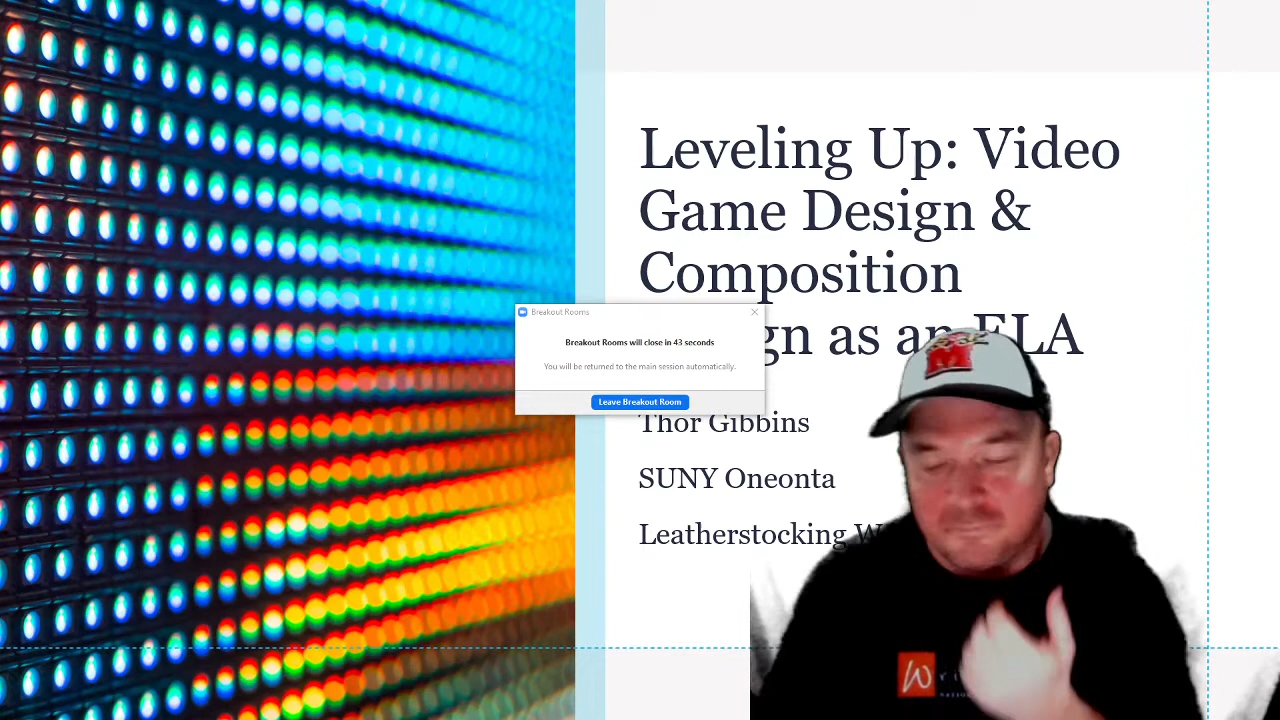 Leveling Up: Video
Game Design &
Composition
gn as an ELA
Breakout Rooms
Breakout Rooms will close in 43 seconds
You will be returned to the main session automatically.
Leave Breakout Room
Thor Gibbins
SUNY Oneonta
Leatherstocking W
M
W